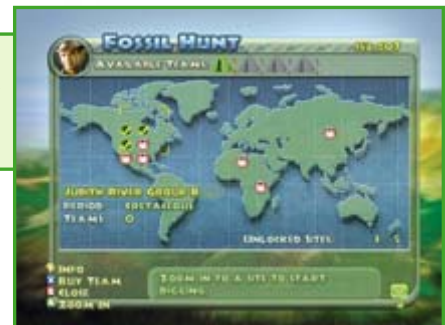 FOSSIL HUNT
AVAILABLE TEAMS
JUDITH RIVER GROUP B
PERIOD CRETACEOUS
TEAMS 0
UNLOCKED SITES:
INFO
BUY TEAM
CLOSE
ZOOM IN
ZOOM IN TO A SITE TO START
DIGGING